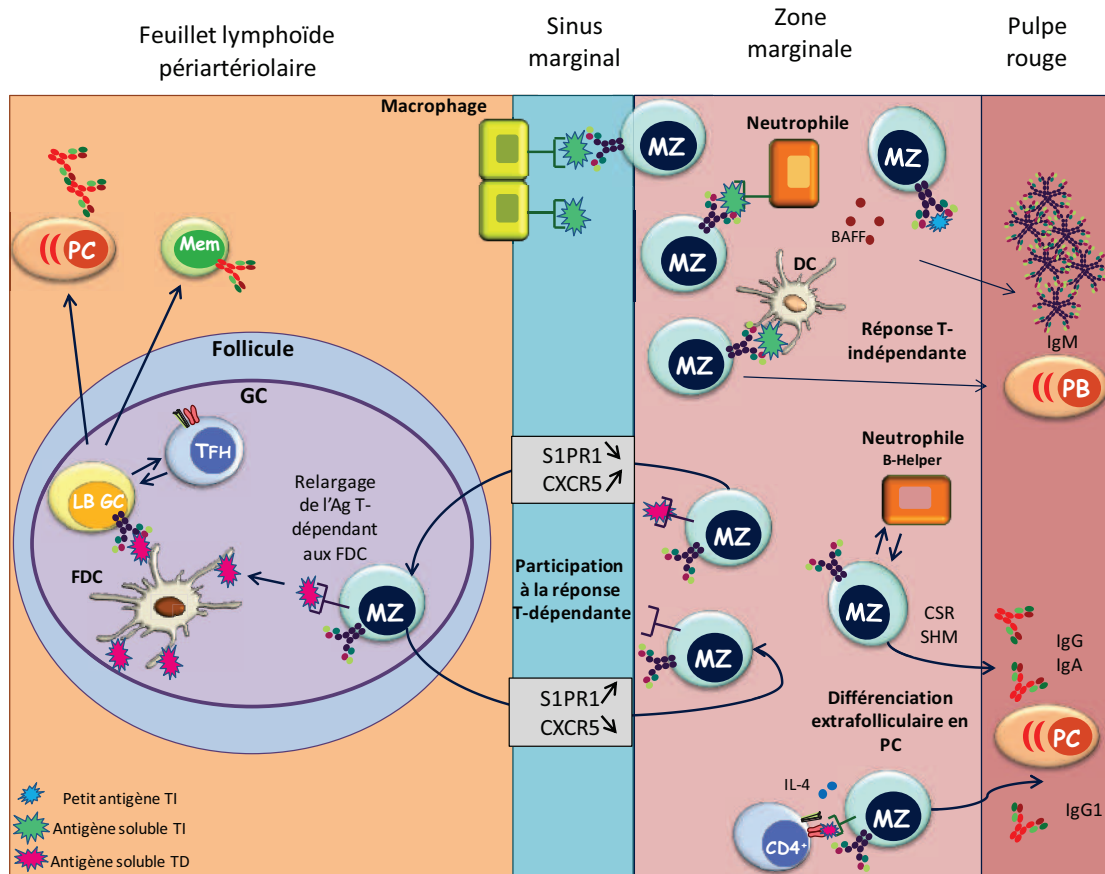 Feuillet lymphoïde
périartériolaire
Sinus
marginal
Zone
marginale
Pulpe
rouge
Macrophage
MZ
Neutrophile
MZ
BAFF
MZ
DC
MZ
Réponse T-
indépendante
IgM
PB
PC
Mem
Follicule
GC
TFH
LB GC
Relargage
de l'Ag T-
dépendant
aux FDC
FDC
MZ
S1PR1
CXCR5
Participation
à la réponse
T-dépendante
S1PR1
CXCR5
MZ
MZ
Neutrophile
B-Helper
MZ
CSR
SHM
IgG
IgA
Différenciation
extrafolliculaire en
PC
PC
IL-4
CD4+
MZ
IgG1
Petit antigène TI
Antigène soluble TI
Antigène soluble TD